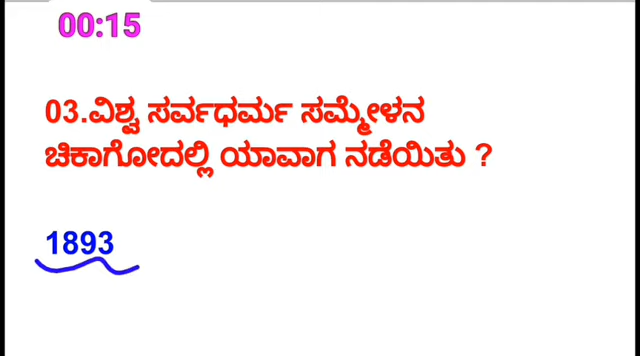 00:15
03.ವಿಶ್ವ ಸರ್ವಧರ್ಮ ಸಮ್ಮೇಳನ
ಚಿಕಾಗೋದಲ್ಲಿ ಯಾವಾಗ ನಡೆಯಿತು ?
1893